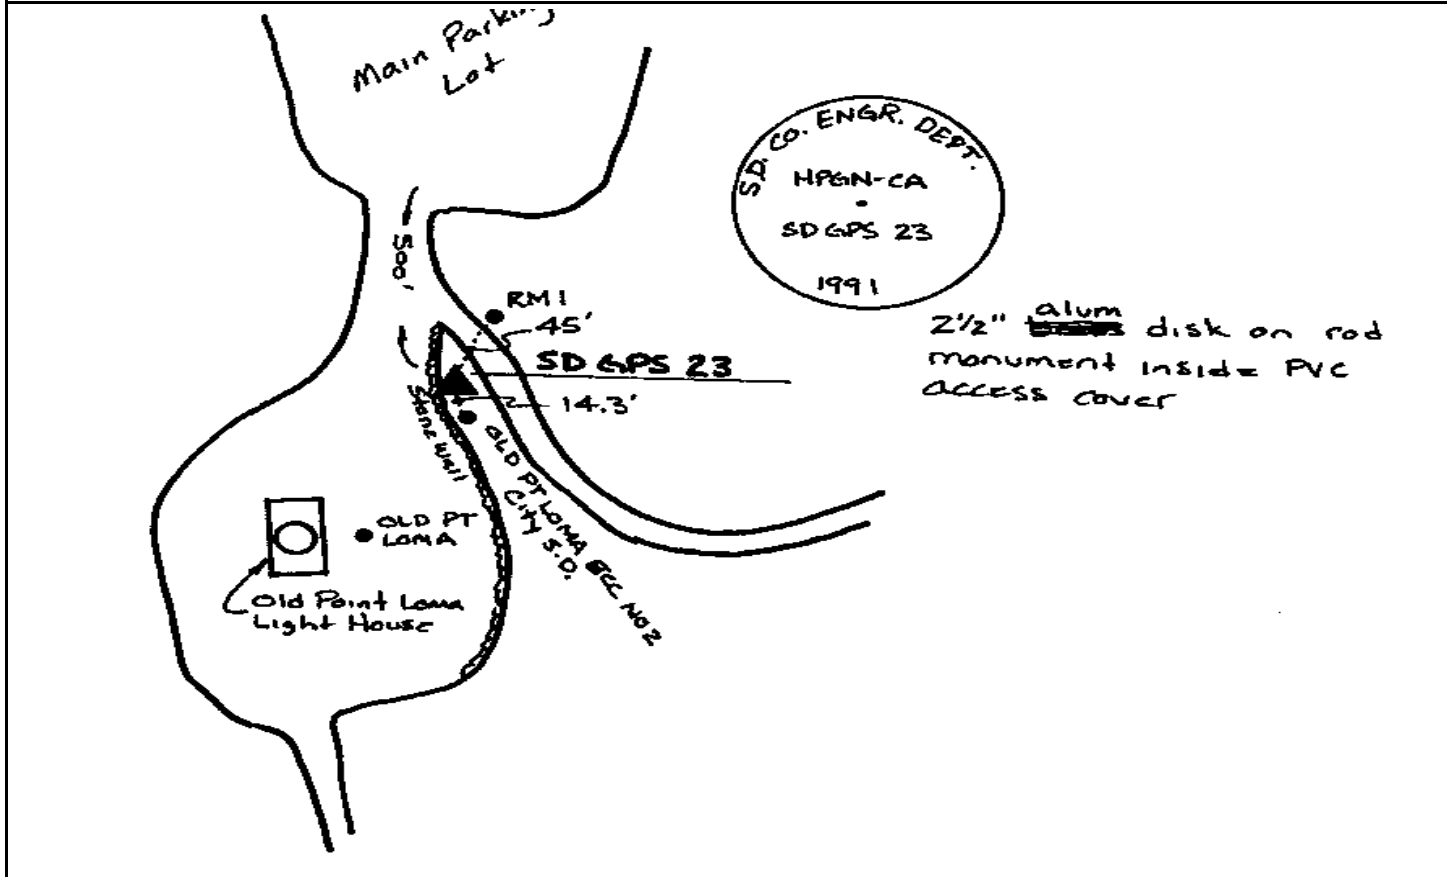 Main Parking
Lot
S.D. CO. ENGR. DEPT.
HPGN-CA
SD GPS 23
1991
500'
RM 1
45'
SD GPS 23
14.3'
2½" alum disk on rod
monument inside PVC
access cover
Stone Wall
OLD PT LOMA ECC NO 2
City S.D.
OLD PT
LOMA
Old Point Loma
Light House